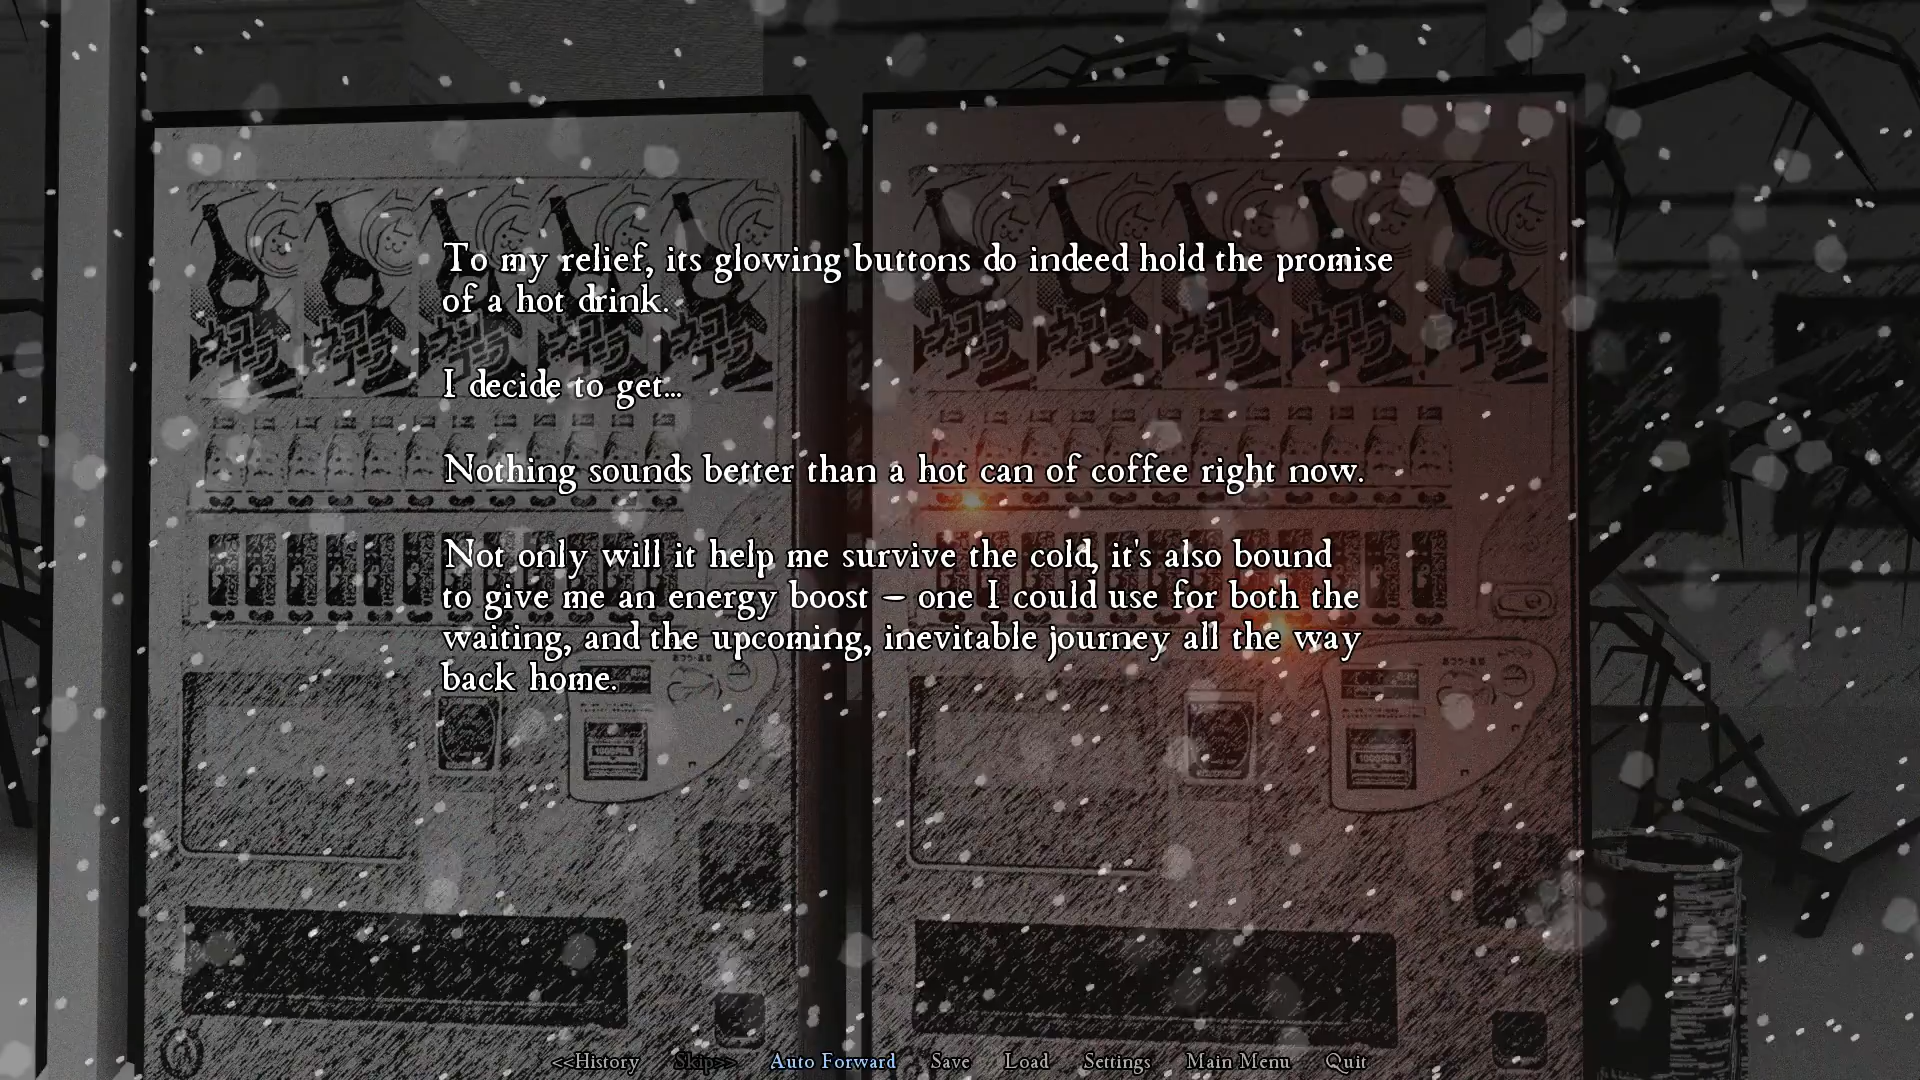 To my relief, its glowing buttons do indeed hold the promise
of a hot drink.
I decide to get...
Nothing sounds better than a hot can of coffee right now.
Not only will it help me survive the cold, it's also bound
to give me an energy boost – one I could use for both the
waiting, and the upcoming, inevitable journey all the way
back home.
<<History Skip>> Auto Forward Save Load Settings Main Menu Quit